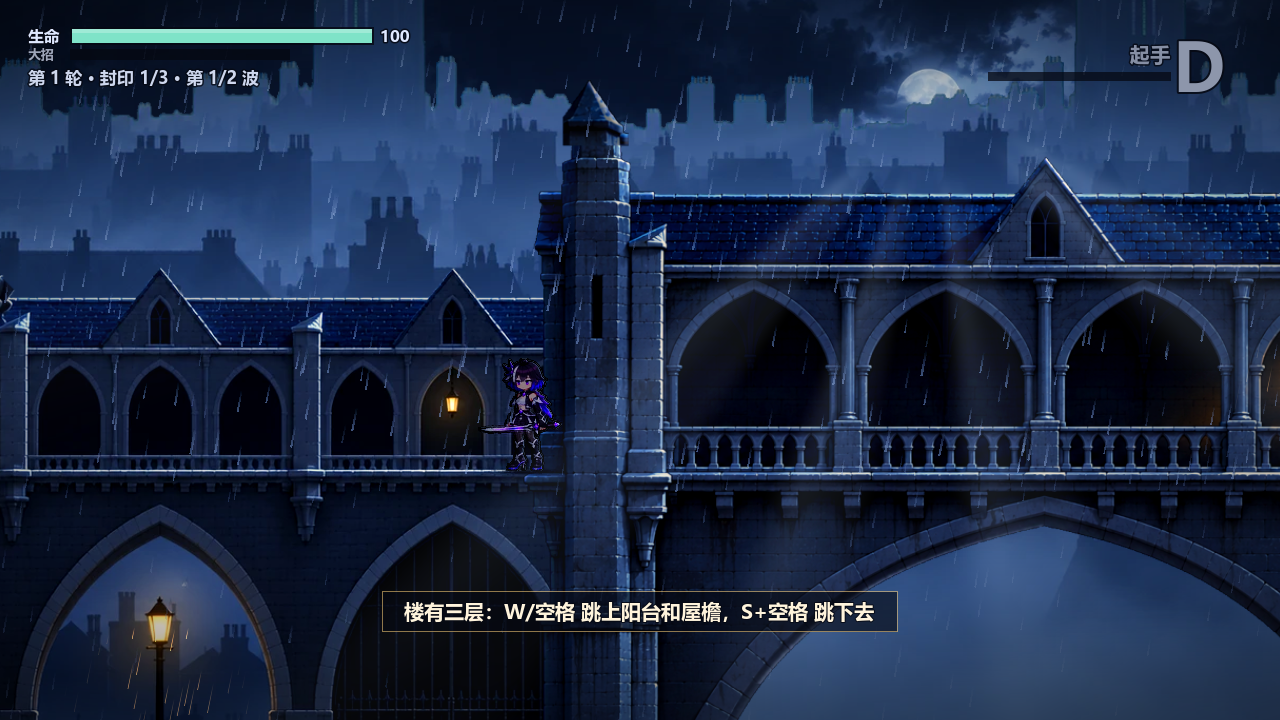 生命 100
大招
第 1 轮・封印 1/3・第 1/2 波
起手 D
楼有三层：W/空格 跳上阳台和屋檐，S+空格 跳下去